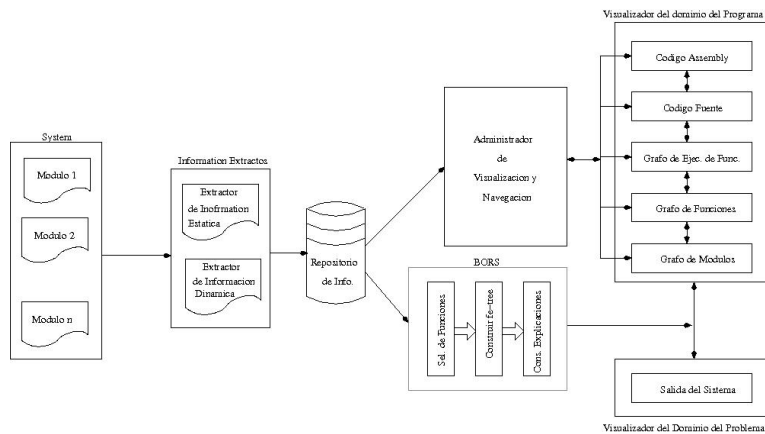 Visualizador del dominio del Programa
Codigo Assembly
Codigo Fuente
Grafo de Ejec. de Func.
Grafo de Funciones
Grafo de Modulos
System
Modulo 1
Modulo 2
Modulo n
Information Extractos
Extractor
de Inofrmation
Estatica
Extractor
de Informacion
Dinamica
Repositorio
de Info.
Administrador
de
Visualizacion y
Navegacion
BORS
Sel. de Funciones
Construir fe-tree
Cons. Explicaciones
Salida del Sistema
Visualizador del Dominio del Problema